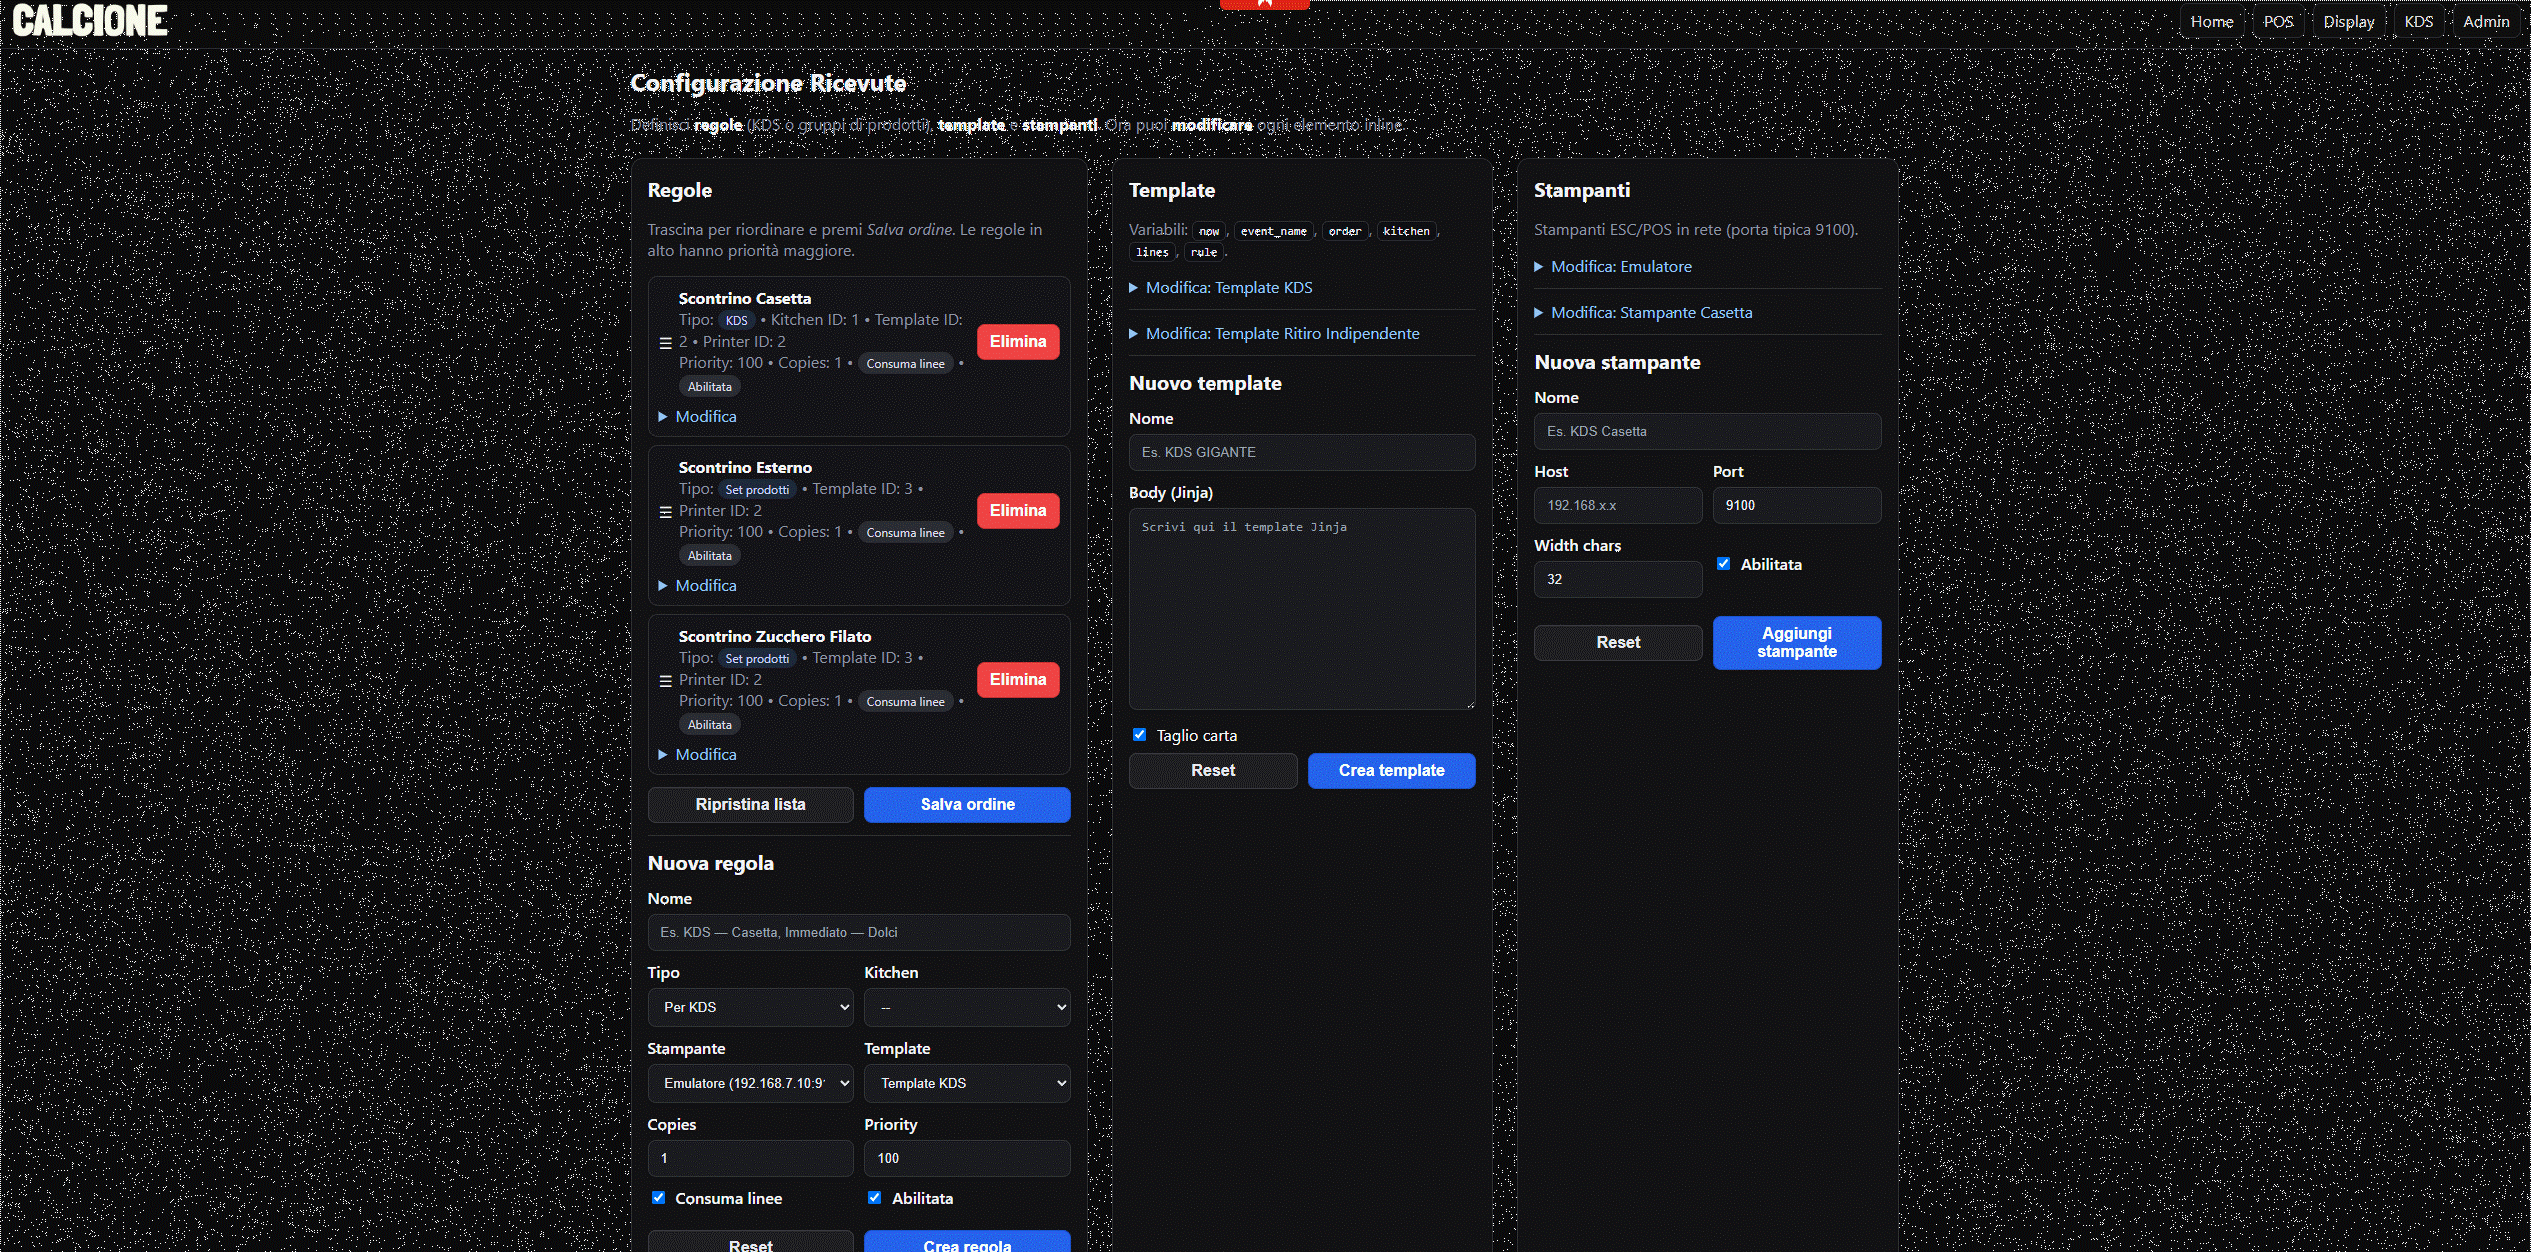 CALCIONE
Home POS Display KDS Admin
Configurazione Ricevute
Definisci regole (KDS o gruppi di prodotti), template e stampanti. Ora puoi modificare ogni elemento inline.
Regole
Trascina per riordinare e premi Salva ordine. Le regole in
alto hanno priorità maggiore.
Scontrino Casetta
Tipo: KDS • Kitchen ID: 1 • Template ID:
2 • Printer ID: 2
Priority: 100 • Copies: 1 • Consuma linee •
Abilitata
Elimina
Modifica
Scontrino Esterno
Tipo: Set prodotti • Template ID: 3 •
Printer ID: 2
Priority: 100 • Copies: 1 • Consuma linee •
Abilitata
Elimina
Modifica
Scontrino Zucchero Filato
Tipo: Set prodotti • Template ID: 3 •
Printer ID: 2
Priority: 100 • Copies: 1 • Consuma linee •
Abilitata
Elimina
Modifica
Ripristina lista Salva ordine
Nuova regola
Nome
Es. KDS — Casetta, Immediato — Dolci
Tipo Kitchen
Per KDS --
Stampante Template
Emulatore (192.168.7.10:9 Template KDS
Copies Priority
1 100
Consuma linee Abilitata
Reset Crea regola
Template
Variabili: now, event_name, order, kitchen,
lines, rule.
Modifica: Template KDS
Modifica: Template Ritiro Indipendente
Nuovo template
Nome
Es. KDS GIGANTE
Body (Jinja)
Scrivi qui il template Jinja
Taglio carta
Reset Crea template
Stampanti
Stampanti ESC/POS in rete (porta tipica 9100).
Modifica: Emulatore
Modifica: Stampante Casetta
Nuova stampante
Nome
Es. KDS Casetta
Host Port
192.168.x.x 9100
Width chars
32
Abilitata
Reset
Aggiungi
stampante